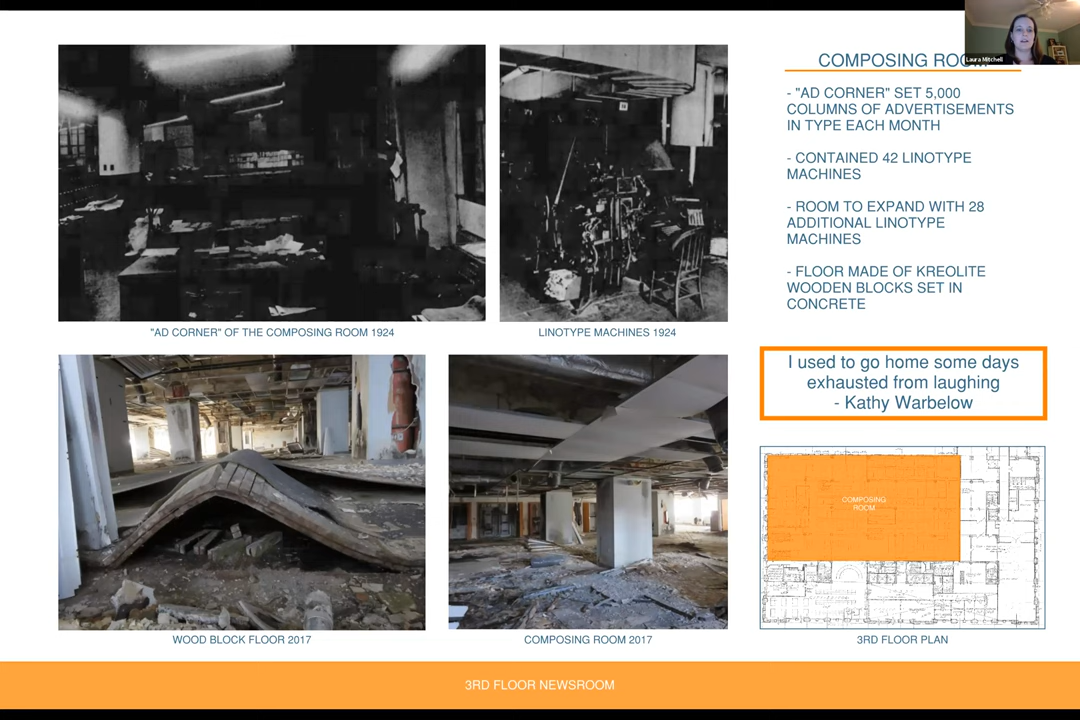 Laura Mitchell
COMPOSING ROOM
- "AD CORNER" SET 5,000
COLUMNS OF ADVERTISEMENTS
IN TYPE EACH MONTH
- CONTAINED 42 LINOTYPE
MACHINES
- ROOM TO EXPAND WITH 28
ADDITIONAL LINOTYPE
MACHINES
- FLOOR MADE OF KREOLITE
WOODEN BLOCKS SET IN
CONCRETE
"AD CORNER" OF THE COMPOSING ROOM 1924
LINOTYPE MACHINES 1924
I used to go home some days
exhausted from laughing
- Kathy Warbelow
COMPOSING
ROOM
WOOD BLOCK FLOOR 2017
COMPOSING ROOM 2017
3RD FLOOR PLAN
3RD FLOOR NEWSROOM